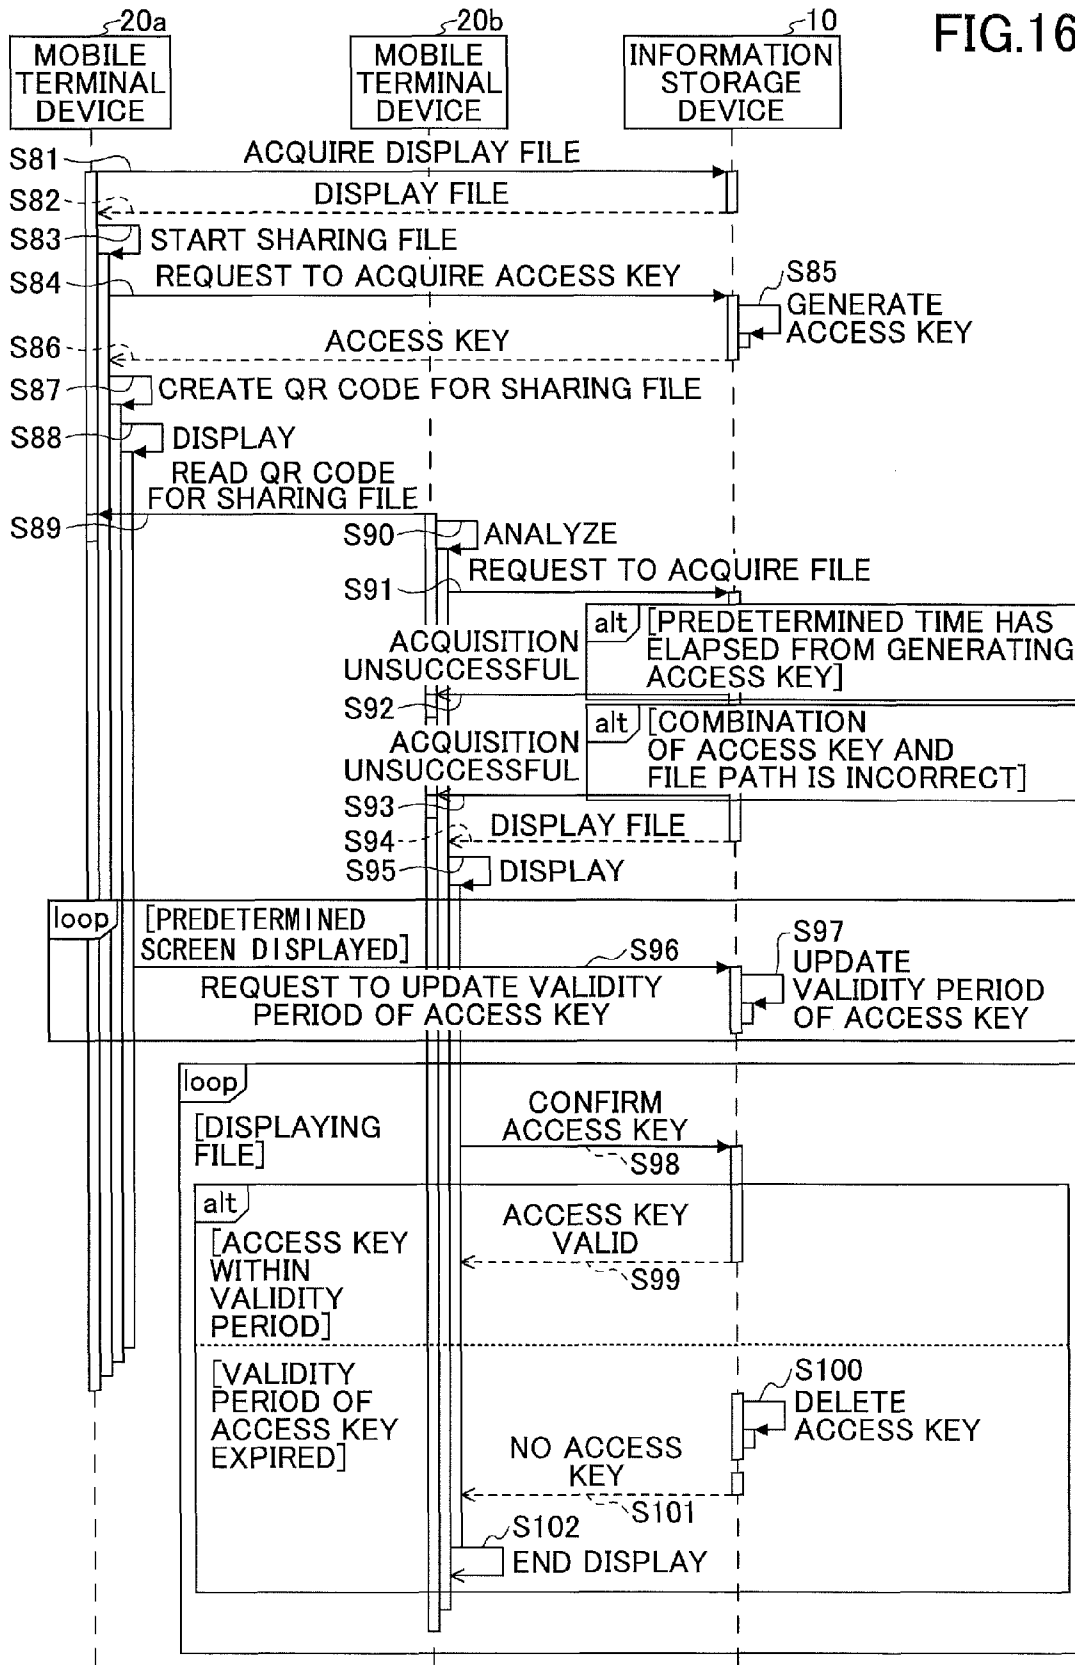 FIG.16
20a
20b
10
MOBILE
TERMINAL
DEVICE
MOBILE
TERMINAL
DEVICE
INFORMATION
STORAGE
DEVICE
S81
ACQUIRE DISPLAY FILE
S82
DISPLAY FILE
S83
START SHARING FILE
S84
REQUEST TO ACQUIRE ACCESS KEY
S85
GENERATE
ACCESS KEY
S86
ACCESS KEY
S87
CREATE QR CODE FOR SHARING FILE
S88
DISPLAY
READ QR CODE
FOR SHARING FILE
S89
S90
ANALYZE
REQUEST TO ACQUIRE FILE
S91
alt
[PREDETERMINED TIME HAS
ELAPSED FROM GENERATING
ACCESS KEY]
ACQUISITION
UNSUCCESSFUL
S92
alt
[COMBINATION
OF ACCESS KEY AND
FILE PATH IS INCORRECT]
ACQUISITION
UNSUCCESSFUL
S93
DISPLAY FILE
S94
S95
DISPLAY
loop
[PREDETERMINED
SCREEN DISPLAYED]
S96
REQUEST TO UPDATE VALIDITY
PERIOD OF ACCESS KEY
S97
UPDATE
VALIDITY PERIOD
OF ACCESS KEY
loop
[DISPLAYING
FILE]
CONFIRM
ACCESS KEY
S98
alt
[ACCESS KEY
WITHIN
VALIDITY
PERIOD]
ACCESS KEY
VALID
S99
[VALIDITY
PERIOD OF
ACCESS KEY
EXPIRED]
S100
DELETE
ACCESS KEY
NO ACCESS
KEY
S101
S102
END DISPLAY